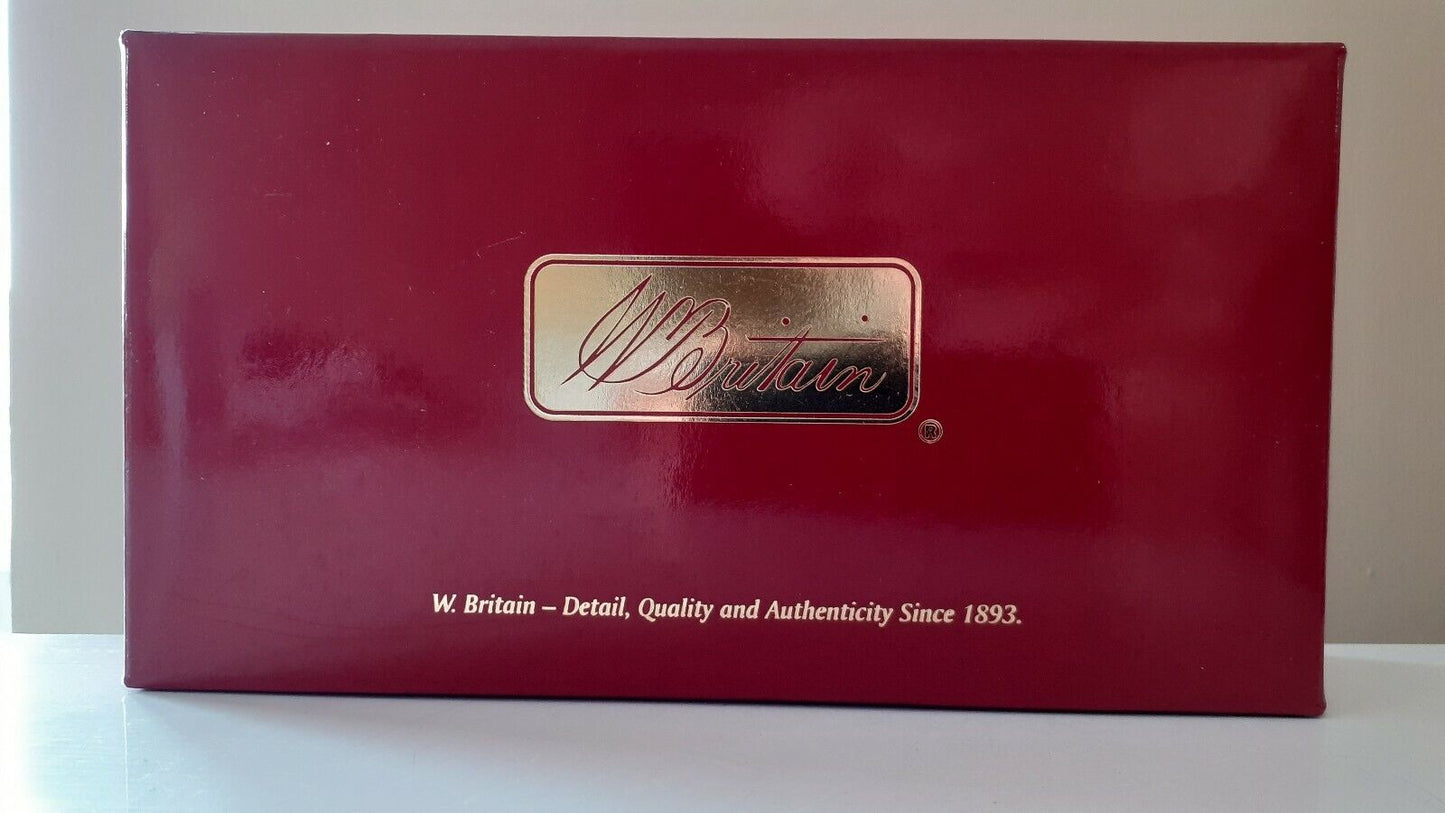 W Britain
®
W. Britain – Detail, Quality and Authenticity Since 1893.